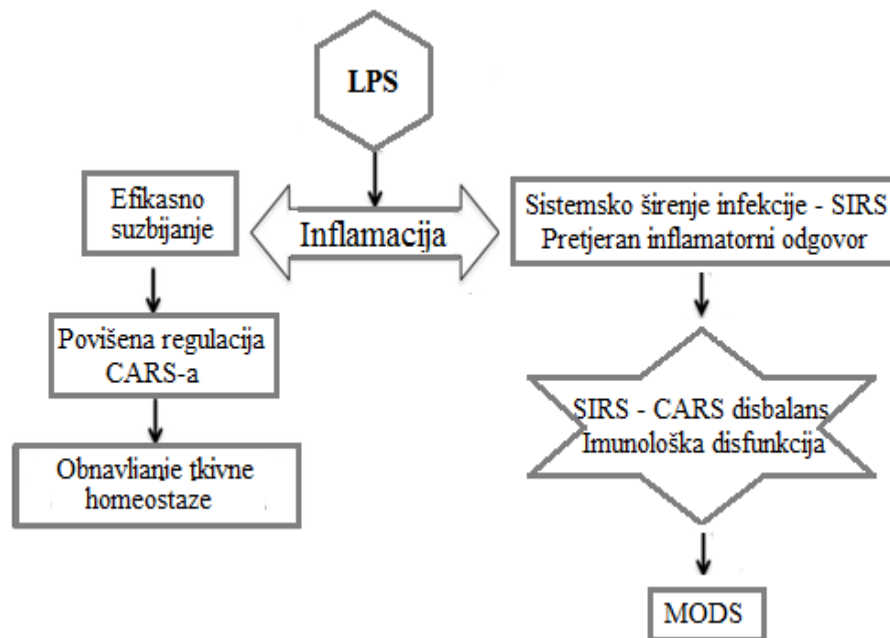 LPS
Efikasno
suzbijanje
Inflamacija
Sistemsko širenje infekcije - SIRS
Pretjeran inflamatorni odgovor
Povišena regulacija
CARS-a
SIRS - CARS disbalans
Imunološka disfunkcija
Obnavlianje tkivne
homeostaze
MODS